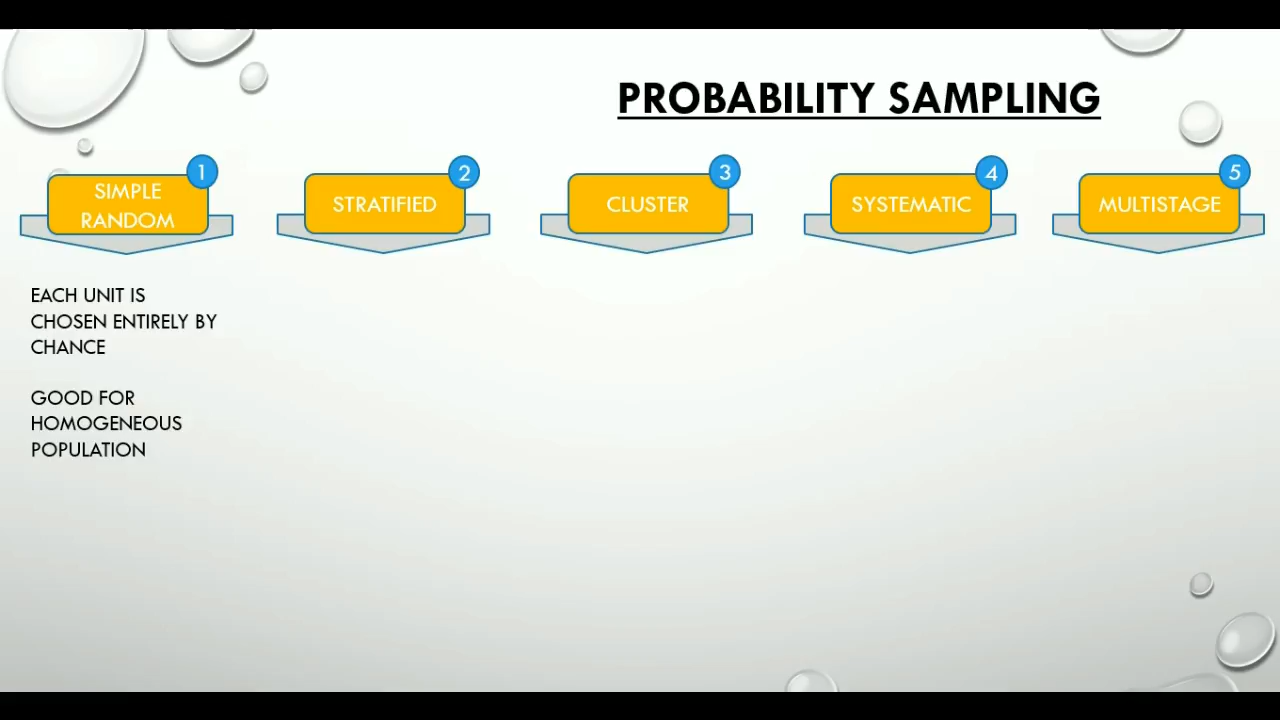 PROBABILITY SAMPLING
1
SIMPLE
RANDOM
2
STRATIFIED
3
CLUSTER
4
SYSTEMATIC
5
MULTISTAGE
EACH UNIT IS
CHOSEN ENTIRELY BY
CHANCE
GOOD FOR
HOMOGENEOUS
POPULATION